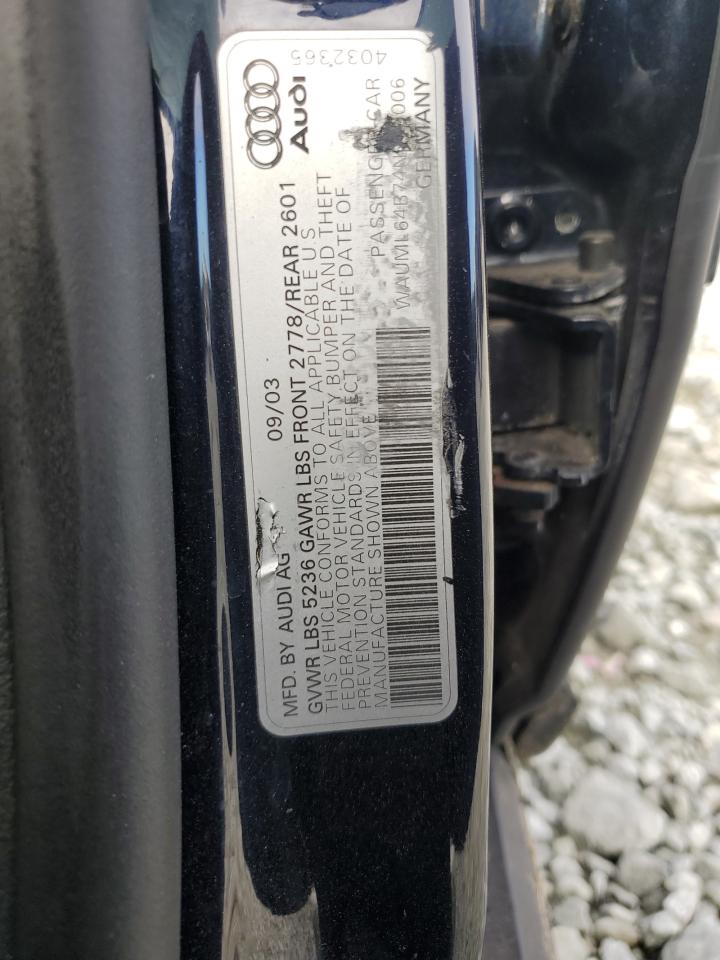 Audi
4032365
MFD. BY AUDI AG 09/03
GVWR LBS 5236 GAWR LBS FRONT 2778/REAR 2601
THIS VEHICLE CONFORMS TO ALL APPLICABLE U S
FEDERAL MOTOR VEHICLE SAFETY BUMPER AND THEFT
PREVENTION STANDARDS IN EFFECT ON THE DATE OF
MANUFACTURE SHOWN ABOVE PASSENGER CAR
GERMANY